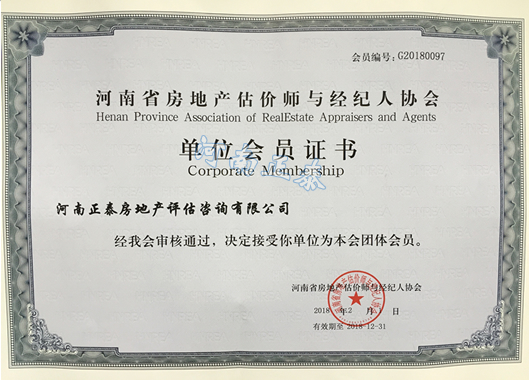 会员编号:G20180097
河南省房地产估价师与经纪人协会
Henan Province Association of RealEstate Appraisers and Agents
单位会员证书
Corporate Membership
河南正泰
河南正泰房地产评估咨询有限公司
经我会审核通过，决定接受你单位为本会团体会员。
河南省房地产估价师与经纪人协会
2018 年 2 月 日
有效期至 2018-12-31